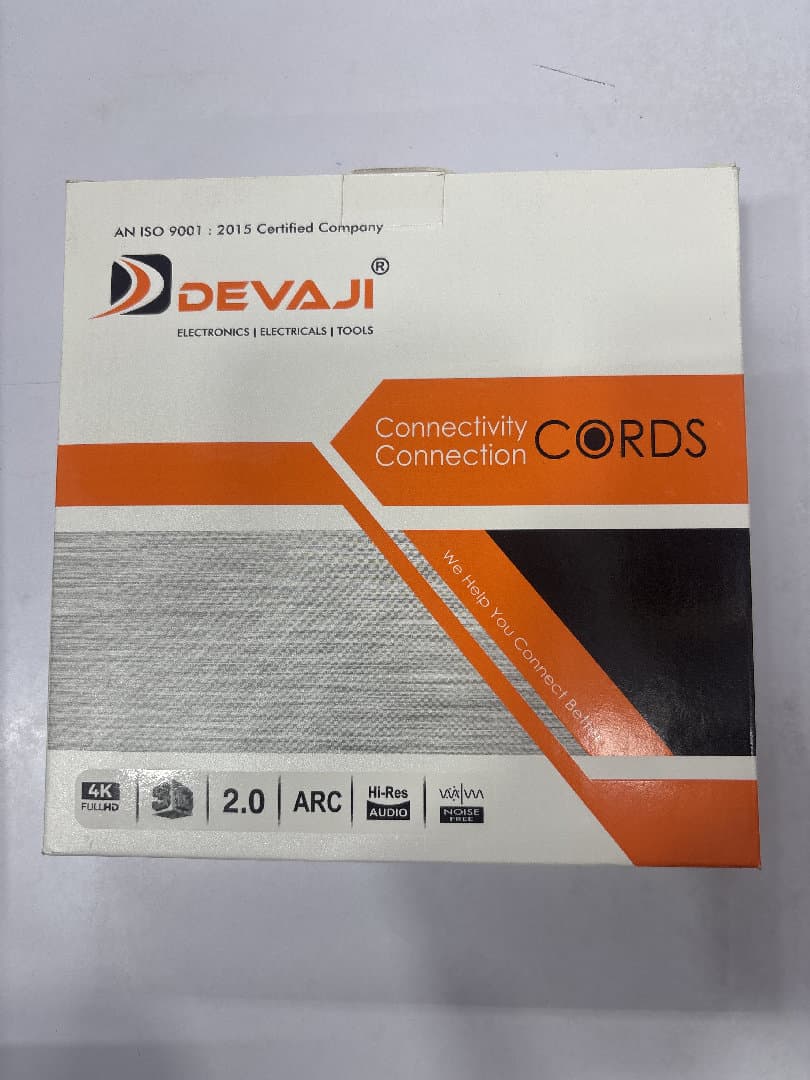 AN ISO 9001 : 2015 Certified Company
DEVAJI®
ELECTRONICS | ELECTRICALS | TOOLS
Connectivity
Connection CORDS
We Help You Connect
4K
FULLHD
3D
2.0
ARC
Hi-Res
AUDIO
NOISE
FREE